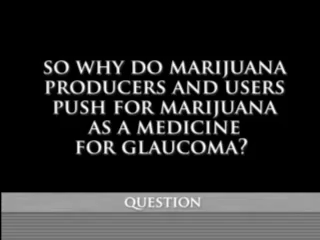 SO WHY DO MARIJUANA
PRODUCERS AND USERS
PUSH FOR MARIJUANA
AS A MEDICINE
FOR GLAUCOMA?
QUESTION